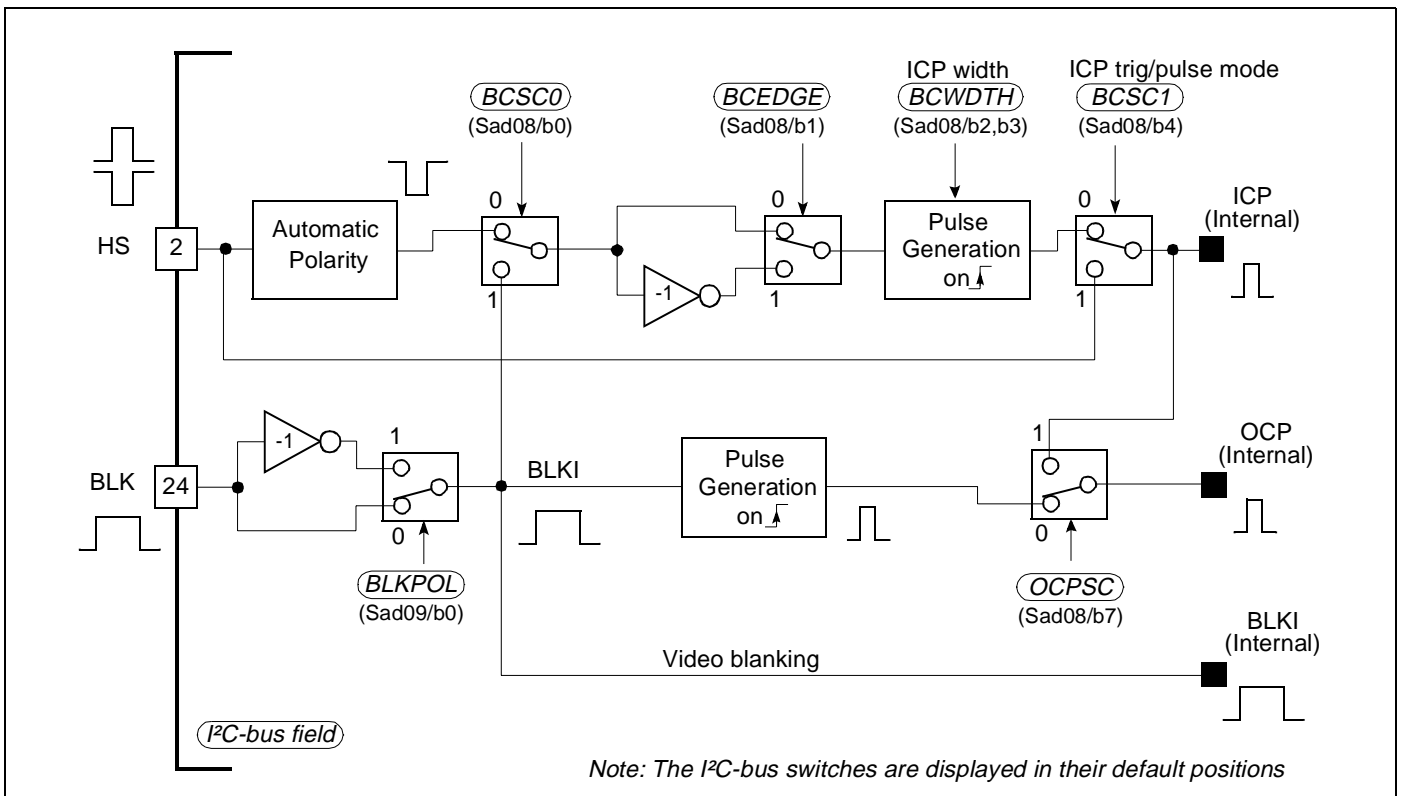 ICP width
ICP trig/pulse mode
BCSC0
(Sad08/b0)
BCEDGE
(Sad08/b1)
BCWDTH
(Sad08/b2,b3)
BCSC1
(Sad08/b4)
HS
2
Automatic
Polarity
0
1
-1
0
1
Pulse
Generation
on
0
1
ICP
(Internal)
BLK
24
-1
1
0
BLKPOL
(Sad09/b0)
BLKI
Pulse
Generation
on
1
0
OCPSC
(Sad08/b7)
OCP
(Internal)
Video blanking
BLKI
(Internal)
I²C-bus field
Note: The I²C-bus switches are displayed in their default positions